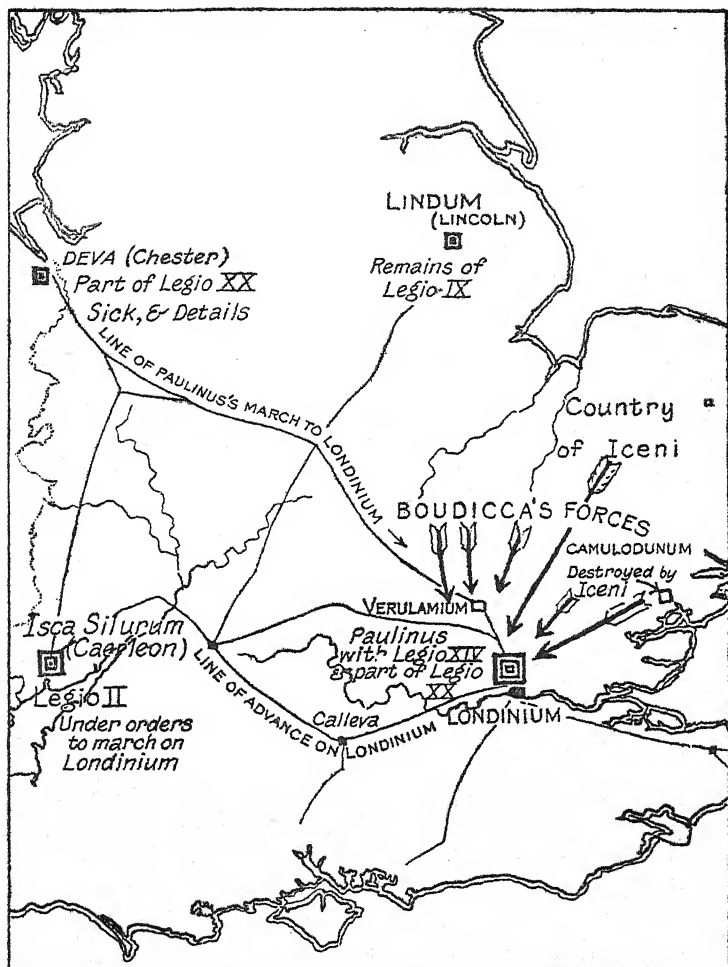 LINDUM
(LINCOLN)
Remains of
Legio IX
DEVA (Chester)
Part of Legio XX
Sick, & Details
LINE OF PAULINUS'S MARCH TO LONDINIUM
Country
of Iceni
BOUDICCA'S FORCES
CAMULODUNUM
Destroyed by
Iceni
VERULAMIUM
Paulinus
with Legio XIV
& part of Legio
XX
Isca Silurum
(Caerleon)
Legio II
Under orders
to march on
Londinium
LINE OF ADVANCE ON LONDINIUM
Calleva
LONDINIUM